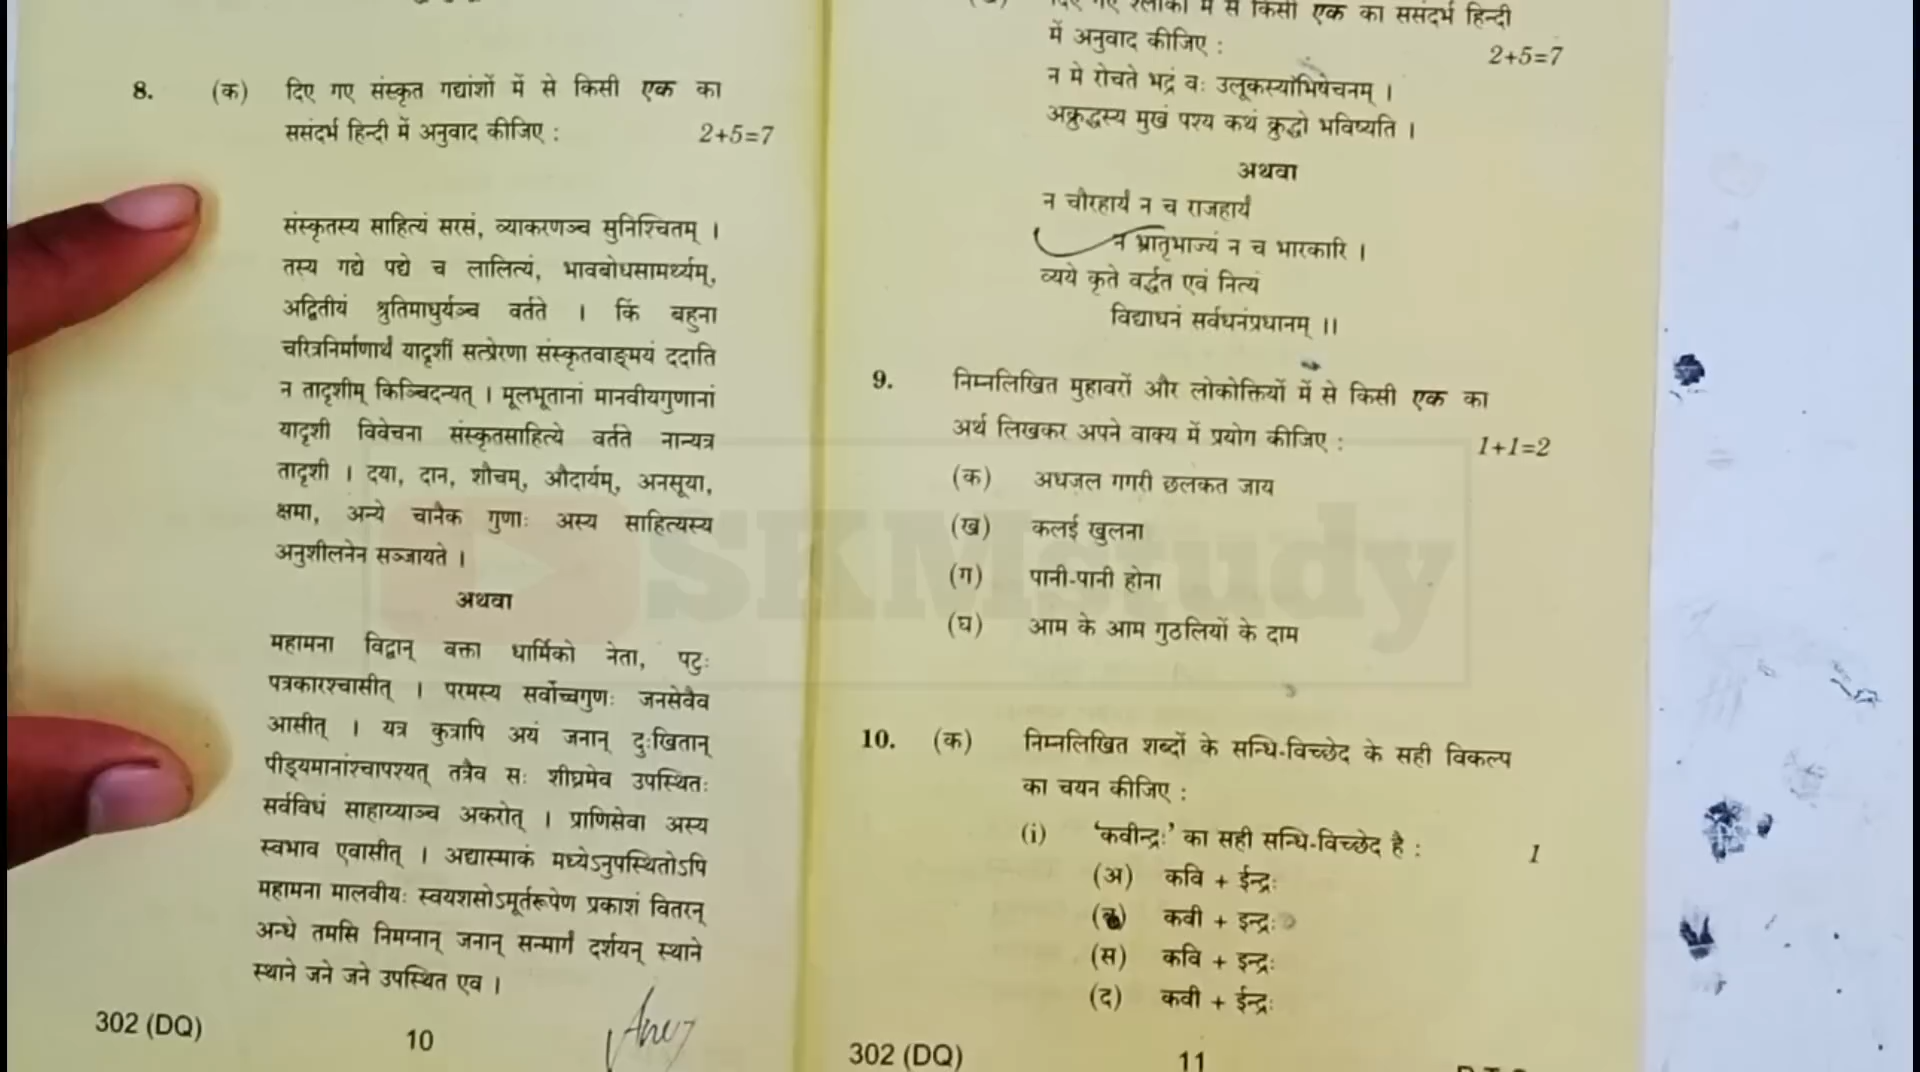 8. (क) दिए गए संस्कृत गद्यांशों में से किसी एक का
ससंदर्भ हिन्दी में अनुवाद कीजिए : 2+5=7
संस्कृतस्य साहित्यं सरसं, व्याकरणञ्च सुनिश्चितम् ।
तस्य गद्ये पद्ये च लालित्यं, भावबोधसामर्थ्यम्,
अद्वितीयं श्रुतिमाधुर्यञ्च वर्तते । किं बहुना
चरित्रनिर्माणार्थं यादृशीं सत्प्रेरणा संस्कृतवाङ्मयं ददाति
न तादृशीम् किञ्चिदन्यत् । मूलभूतानां मानवीयगुणानां
यादृशी विवेचना संस्कृतसाहित्ये वर्तते नान्यत्र
तादृशी । दया, दान, शौचम्, औदार्यम्, अनसूया,
क्षमा, अन्ये चानैक गुणाः अस्य साहित्यस्य
अनुशीलनेन सञ्जायते ।
अथवा
महामना विद्वान् वक्ता धार्मिको नेता, पटुः
पत्रकारश्चासीत् । परमस्य सर्वोच्चगुणः जनसेवैव
आसीत् । यत्र कुत्रापि अयं जनान् दुःखितान्
पीड्यमानांश्चापश्यत् तत्रैव सः शीघ्रमेव उपस्थितः
सर्वविधं साहाय्याञ्च अकरोत् । प्राणिसेवा अस्य
स्वभाव एवासीत् । अद्यास्माकं मध्येऽनुपस्थितोऽपि
महामना मालवीयः स्वयशसोऽमूर्तरूपेण प्रकाशं वितरन्
अन्धे तमसि निमग्नान् जनान् सन्मार्गं दर्शयन् स्थाने
स्थाने जने जने उपस्थित एव ।
302 (DQ) 10
दिए गए श्लोकों में से किसी एक का ससंदर्भ हिन्दी
में अनुवाद कीजिए : 2+5=7
न मे रोचते भद्रं वः उलूकस्याभिषेचनम् ।
अक्रुद्धस्य मुखं पश्य कथं क्रुद्धो भविष्यति ।
अथवा
न चौरहार्यं न च राजहार्यं
न भ्रातृभाज्यं न च भारकारि ।
व्यये कृते वर्द्धत एवं नित्यं
विद्याधनं सर्वधनंप्रधानम् ।।
9. निम्नलिखित मुहावरों और लोकोक्तियों में से किसी एक का
अर्थ लिखकर अपने वाक्य में प्रयोग कीजिए : 1+1=2
(क) अधजल गगरी छलकत जाय
(ख) कलई खुलना
(ग) पानी-पानी होना
(घ) आम के आम गुठलियों के दाम
10. (क) निम्नलिखित शब्दों के सन्धि-विच्छेद के सही विकल्प
का चयन कीजिए :
(i) 'कवीन्द्रः' का सही सन्धि-विच्छेद है : 1
(अ) कवि + ईन्द्रः
(ब) कवी + इन्द्रः
(स) कवि + इन्द्रः
(द) कवी + ईन्द्रः
302 (DQ) 11
SKMstudy